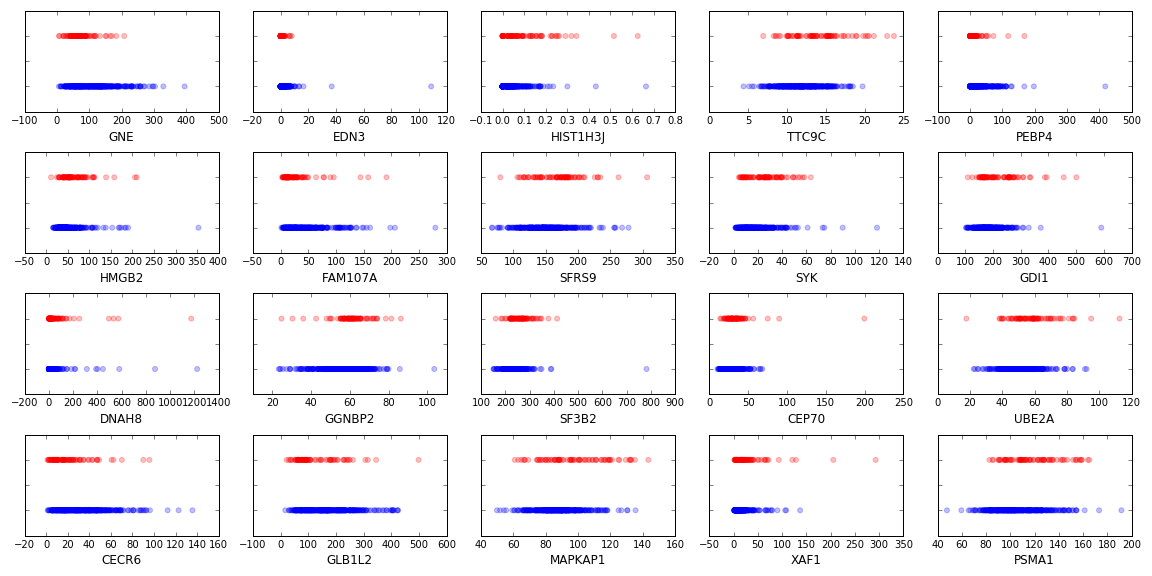 -100 0 100 200 300 400 500
GNE
-20 0 20 40 60 80 100 120
EDN3
-0.1 0.0 0.1 0.2 0.3 0.4 0.5 0.6 0.7 0.8
HIST1H3J
0 5 10 15 20 25
TTC9C
-100 0 100 200 300 400 500
PEBP4
-50 0 50 100 150 200 250 300 350 400
HMGB2
-50 0 50 100 150 200 250 300
FAM107A
50 100 150 200 250 300 350
SFRS9
-20 0 20 40 60 80 100 120 140
SYK
0 100 200 300 400 500 600 700
GDI1
-200 0 200 400 600 800 1000 1200 1400
DNAH8
20 40 60 80 100
GGNBP2
100 200 300 400 500 600 700 800 900
SF3B2
0 50 100 150 200 250
CEP70
0 20 40 60 80 100 120
UBE2A
-20 0 20 40 60 80 100 120 140 160
CECR6
-100 0 100 200 300 400 500 600
GLB1L2
40 60 80 100 120 140 160
MAPKAP1
-50 0 50 100 150 200 250 300 350
XAF1
40 60 80 100 120 140 160 180 200
PSMA1